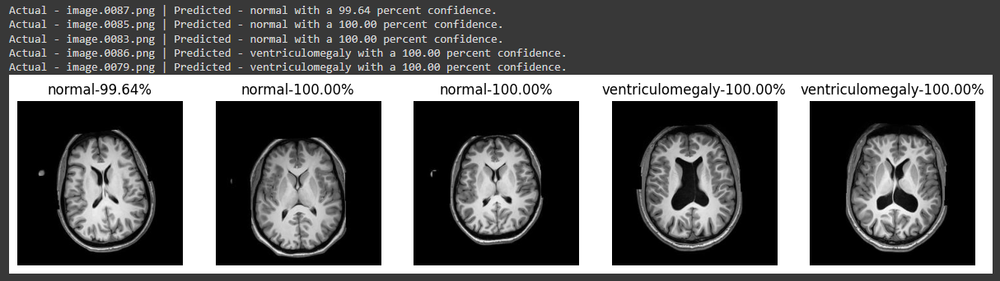 Actual - image.0087.png | Predicted - normal with a 99.64 percent confidence.
Actual - image.0085.png | Predicted - normal with a 100.00 percent confidence.
Actual - image.0083.png | Predicted - normal with a 100.00 percent confidence.
Actual - image.0086.png | Predicted - ventriculomegaly with a 100.00 percent confidence.
Actual - image.0079.png | Predicted - ventriculomegaly with a 100.00 percent confidence.
normal-99.64%
normal-100.00%
normal-100.00%
ventriculomegaly-100.00%
ventriculomegaly-100.00%